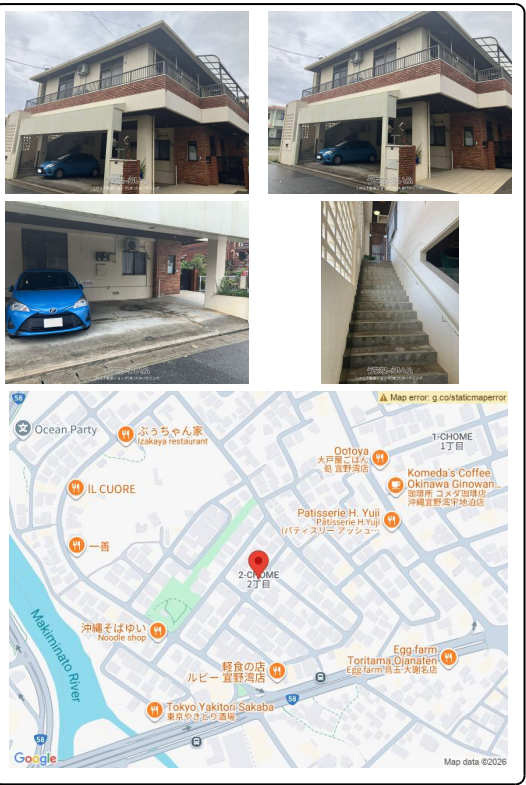 58
Map error: g.co/staticmaperror
Ocean Party
ぶぅちゃん家
Izakaya restaurant
1-CHOME
1丁目
Ootoya
大戸屋ごはん
処 宜野湾店
IL CUORE
Komeda's Coffee
Okinawa Ginowan...
珈琲所 コメダ珈琲店
沖縄宜野湾宇地泊店
Patisserie H. Yuji
Patisserie H.Yuji
(パティスリー アッシュ…
一善
2-CHOME
2丁目
Makiminato River
沖縄そばゆい
Noodle shop
軽食の店
ルビー 宜野湾店
Egg farm
Toritama Ojanaten
Egg farm 鳥玉 大謝名店
58
Tokyo Yakitori Sakaba
東京やきとり酒場
58
Google
Map data ©2026